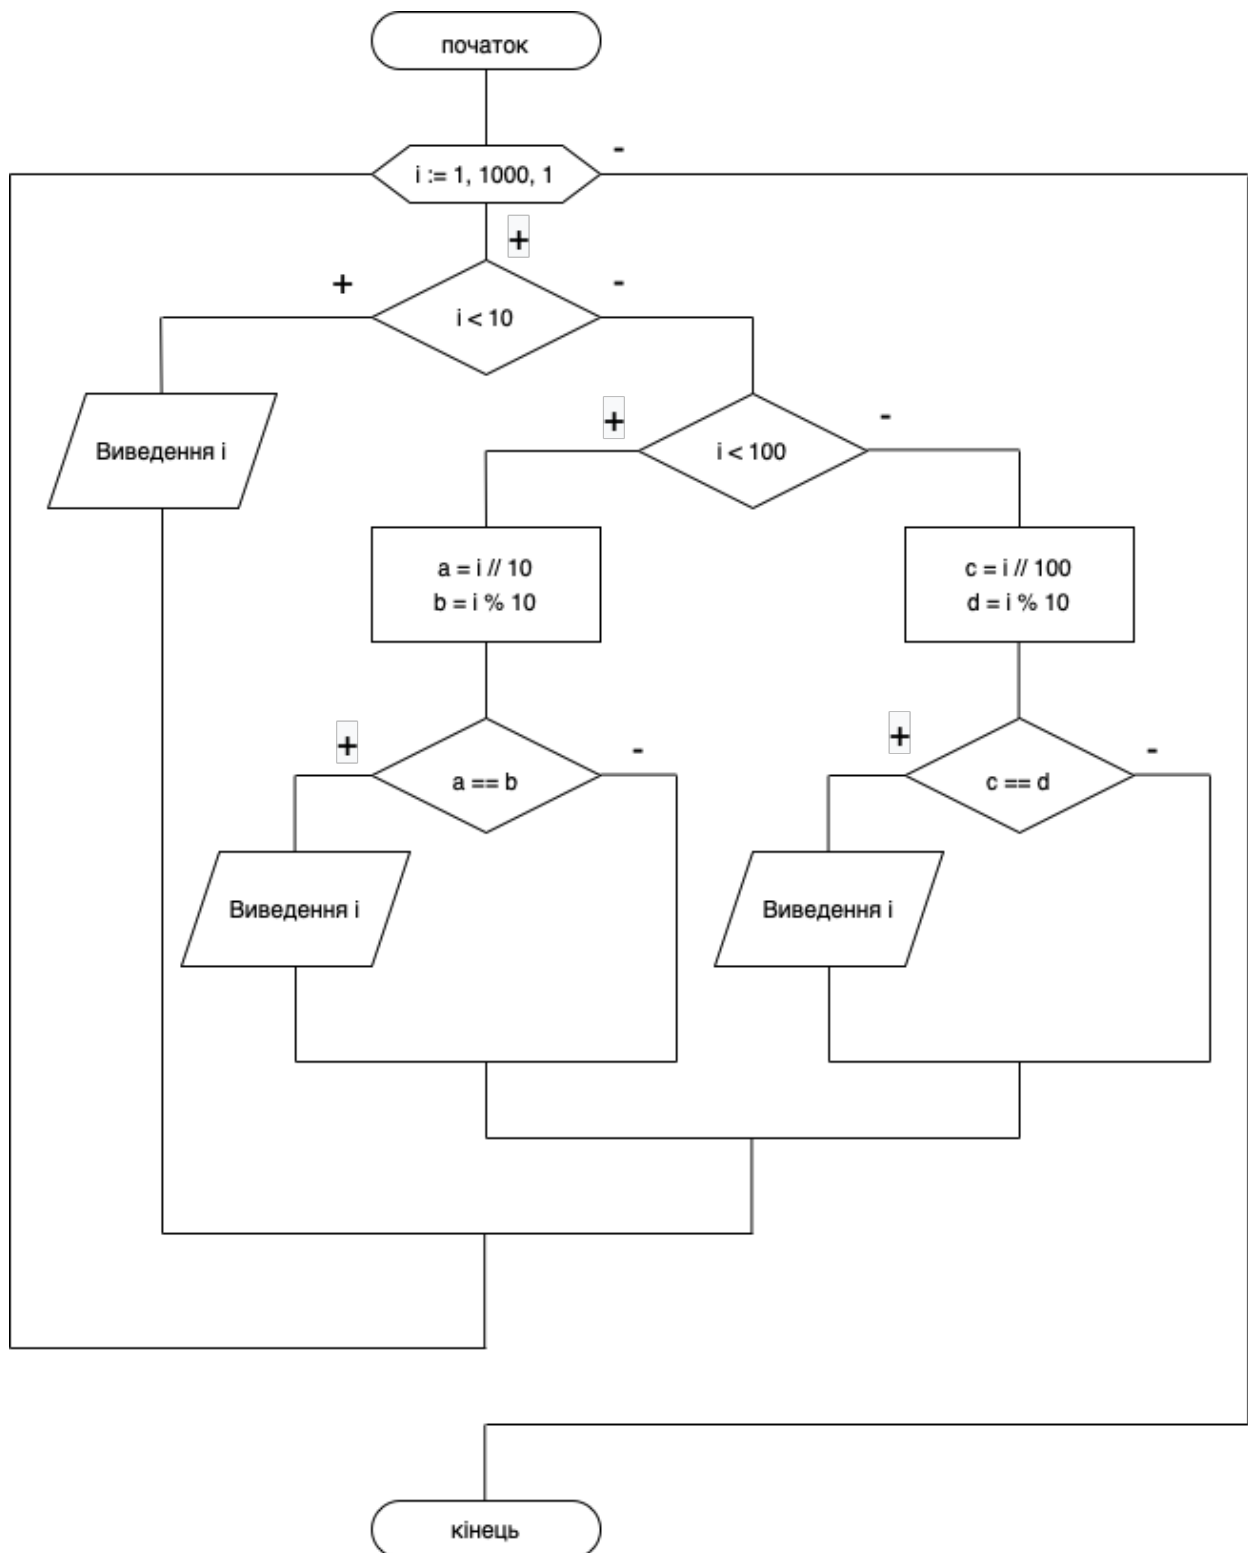 початок
-
i := 1, 1000, 1
+
+
-
i < 10
+
-
Виведення i
i < 100
a = i // 10
b = i % 10
c = i // 100
d = i % 10
+
-
+
-
a == b
c == d
Виведення i
Виведення i
кінець